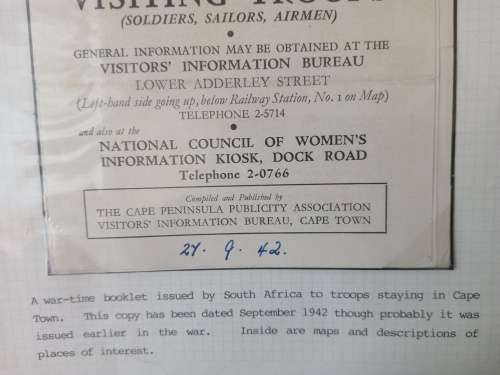 VISITING TROOPS
(SOLDIERS, SAILORS, AIRMEN)
•
GENERAL INFORMATION MAY BE OBTAINED AT THE
VISITORS' INFORMATION BUREAU
LOWER ADDERLEY STREET
(Left-hand side going up, below Railway Station, No. 1 on Map)
TELEPHONE 2-5714
•
and also at the
NATIONAL COUNCIL OF WOMEN'S
INFORMATION KIOSK, DOCK ROAD
Telephone 2-0766
Compiled and Published by
THE CAPE PENINSULA PUBLICITY ASSOCIATION
VISITORS' INFORMATION BUREAU, CAPE TOWN
27. 9. 42.
A war-time booklet issued by South Africa to troops staying in Cape
Town. This copy has been dated September 1942 though probably it was
issued earlier in the war. Inside are maps and descriptions of
places of interest.